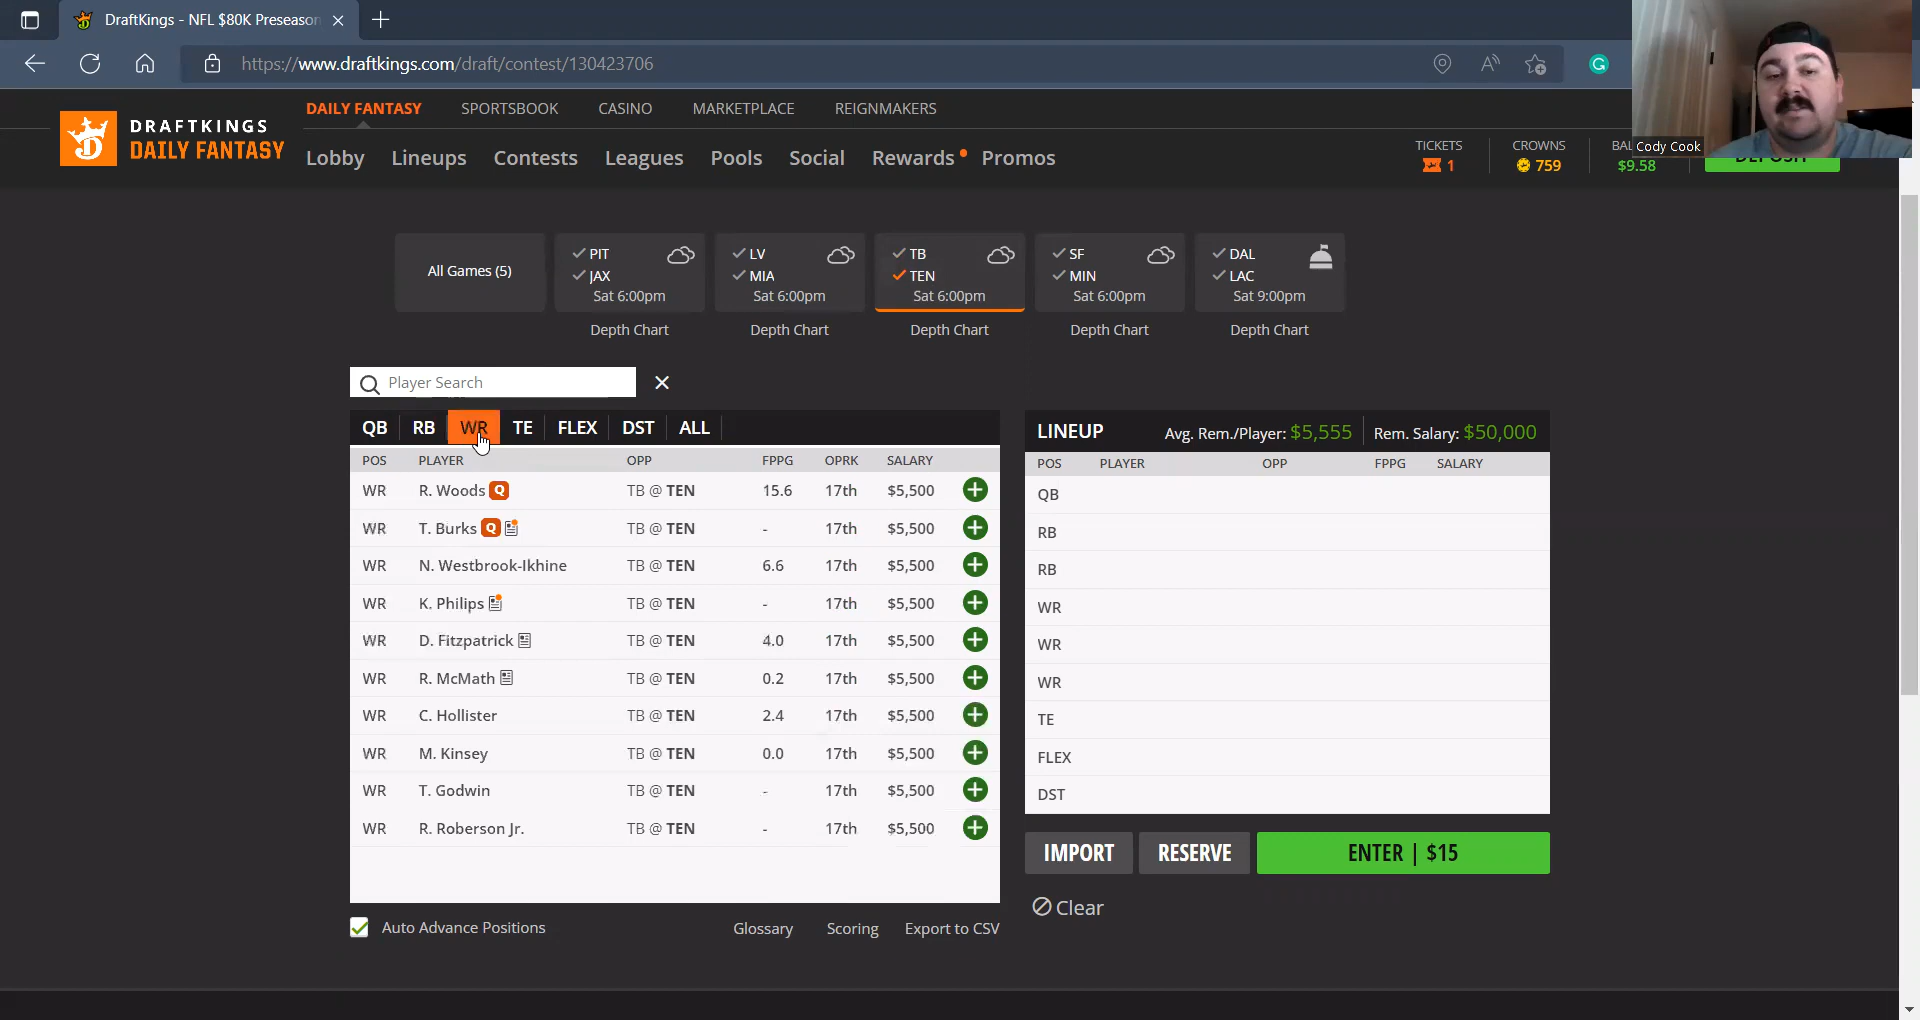 DraftKings - NFL $80K Preseason
https://www.draftkings.com/draft/contest/130423706
G
DAILY FANTASY SPORTSBOOK CASINO MARKETPLACE REIGNMAKERS
DRAFTKINGS
DAILY FANTASY
Lobby Lineups Contests Leagues Pools Social Rewards Promos
TICKETS 1
CROWNS 759
$9.58
Cody Cook
All Games (5)
PIT
JAX
Sat 6:00pm
Depth Chart
LV
MIA
Sat 6:00pm
Depth Chart
TB
TEN
Sat 6:00pm
Depth Chart
SF
MIN
Sat 6:00pm
Depth Chart
DAL
LAC
Sat 9:00pm
Depth Chart
Player Search
QB RB WR TE FLEX DST ALL
POS PLAYER OPP FPPG OPRK SALARY
WR R. Woods Q TB @ TEN 15.6 17th $5,500
WR T. Burks Q TB @ TEN - 17th $5,500
WR N. Westbrook-Ikhine TB @ TEN 6.6 17th $5,500
WR K. Philips TB @ TEN - 17th $5,500
WR D. Fitzpatrick TB @ TEN 4.0 17th $5,500
WR R. McMath TB @ TEN 0.2 17th $5,500
WR C. Hollister TB @ TEN 2.4 17th $5,500
WR M. Kinsey TB @ TEN 0.0 17th $5,500
WR T. Godwin TB @ TEN - 17th $5,500
WR R. Roberson Jr. TB @ TEN - 17th $5,500
Auto Advance Positions Glossary Scoring Export to CSV
LINEUP Avg. Rem./Player: $5,555 Rem. Salary: $50,000
POS PLAYER OPP FPPG SALARY
QB
RB
RB
WR
WR
WR
TE
FLEX
DST
IMPORT RESERVE ENTER | $15
Clear